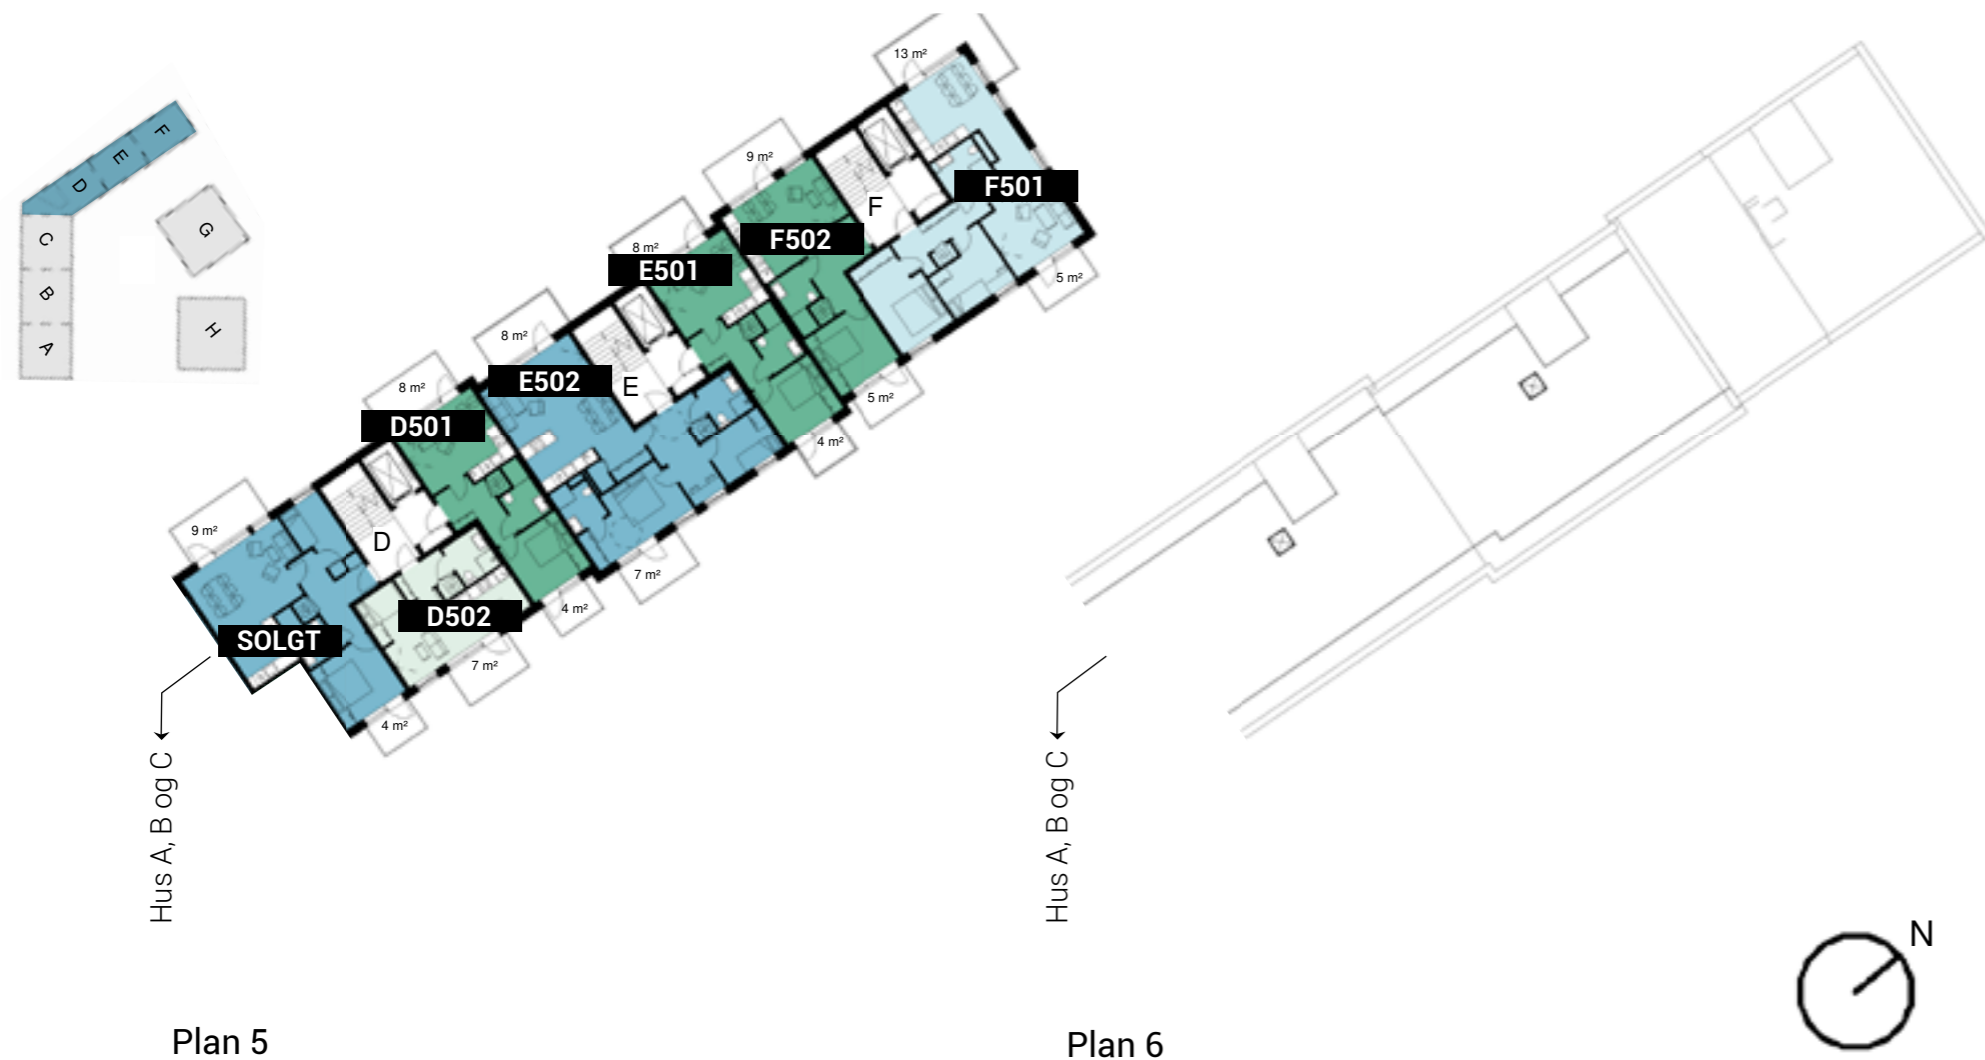 F
E
D
C
B
A
G
H
13 m²
9 m²
F501
F
F502
8 m²
E501
5 m²
8 m²
E502
E
8 m²
D501
5 m²
4 m²
9 m²
D
7 m²
4 m²
D502
SOLGT
7 m²
4 m²
Hus A, B og C
Hus A, B og C
N
Plan 5
Plan 6